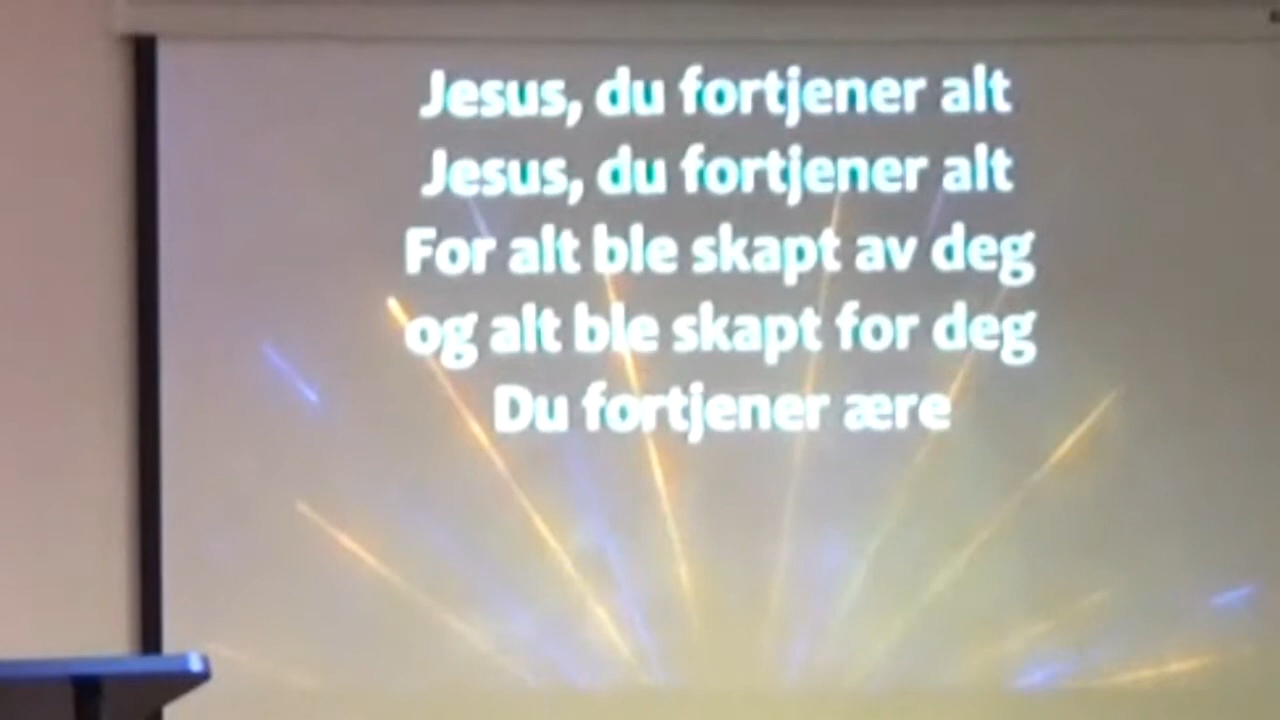 Jesus, du fortjener alt
Jesus, du fortjener alt
For alt ble skapt av deg
og alt ble skapt for deg
Du fortjener ære